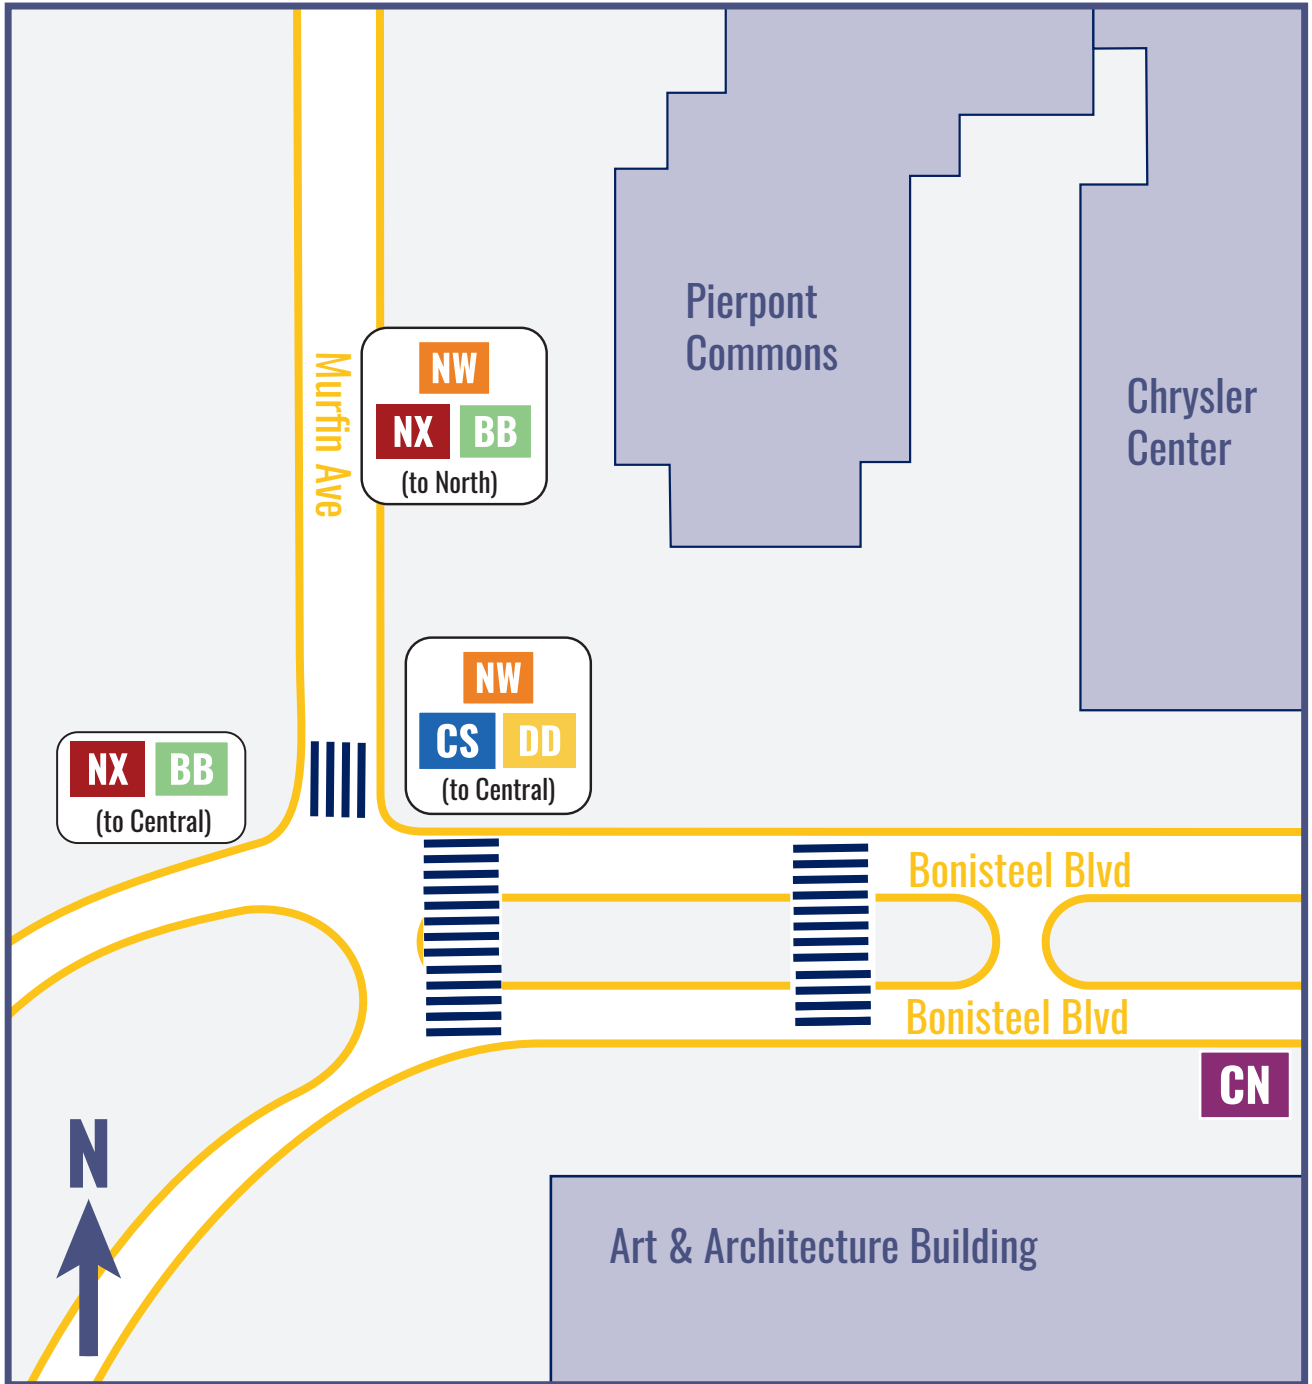 Pierpont
Commons
Chrysler
Center
Murfin Ave
NW
NX BB
(to North)
NW
CS DD
(to Central)
NX BB
(to Central)
Bonisteel Blvd
Bonisteel Blvd
CN
N
Art & Architecture Building